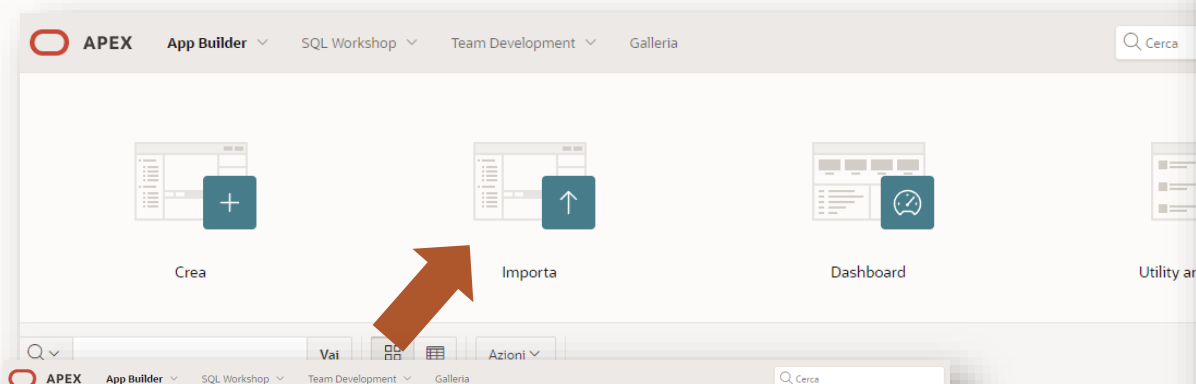 APEX App Builder SQL Workshop Team Development Galleria Cerca
Crea Importa Dashboard Utility
Vai Azioni
APEX App Builder SQL Workshop Team Development Galleria Cerca